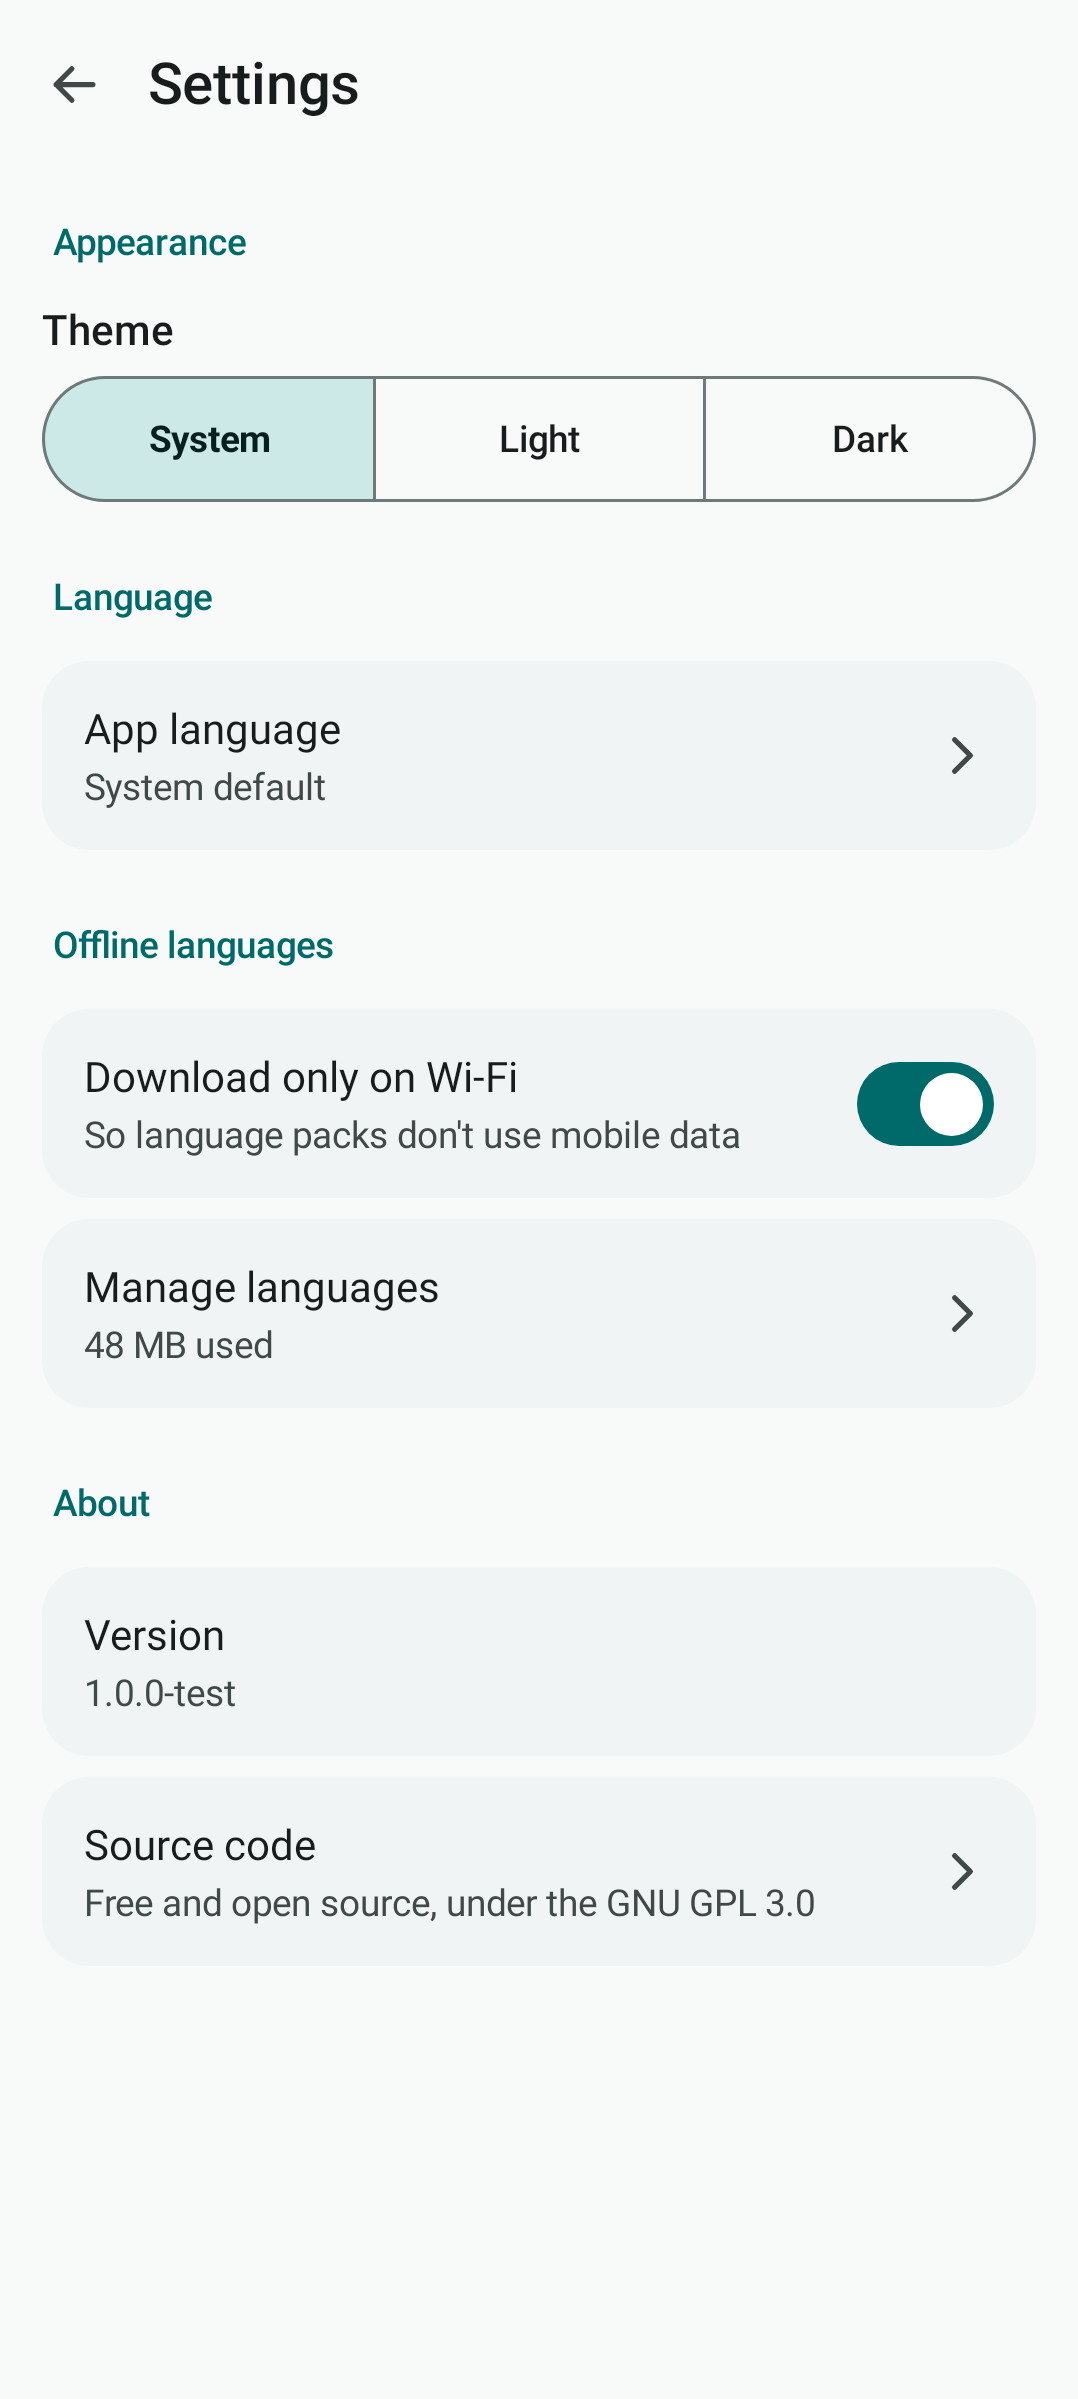 Settings
Appearance
Theme
System
Light
Dark
Language
App language
System default
Offline languages
Download only on Wi-Fi
So language packs don't use mobile data
Manage languages
48 MB used
About
Version
1.0.0-test
Source code
Free and open source, under the GNU GPL 3.0